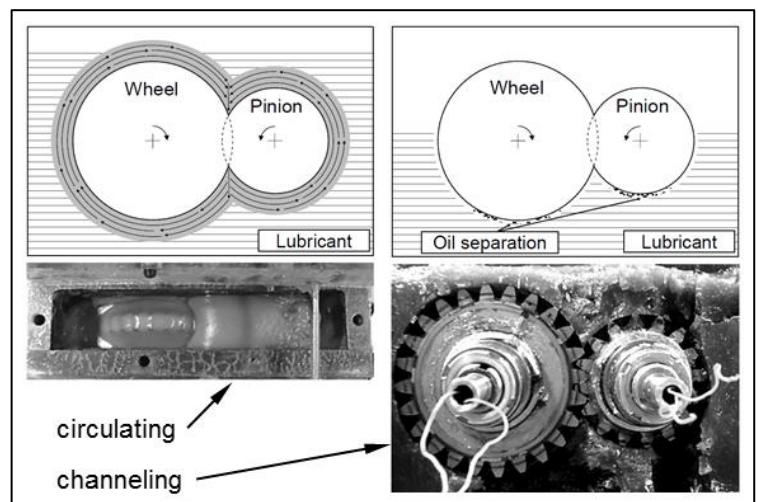 Wheel
Pinion
Lubricant
Wheel
Pinion
Oil separation
Lubricant
circulating
channeling